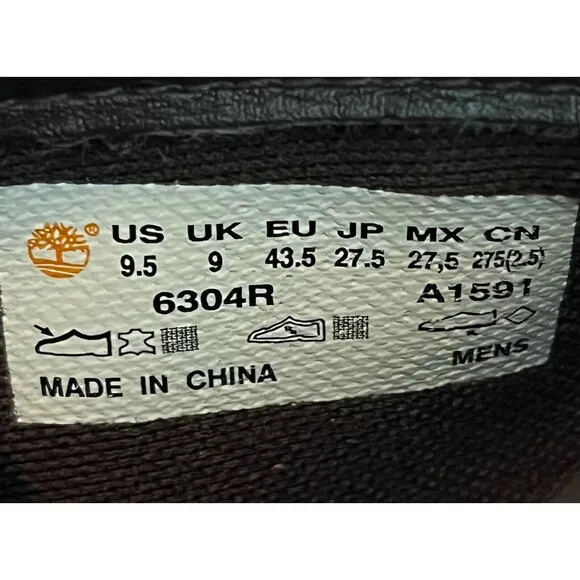 ® US UK EU JP MX CN
9.5 9 43.5 27.5 27,5 275(2.5)
6304R A1591
MENS
MADE IN CHINA